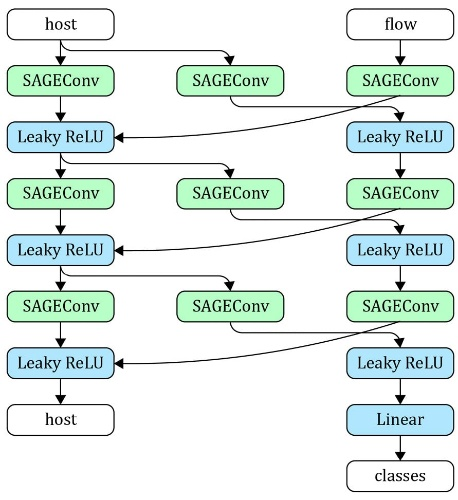 host
flow
SAGEConv
SAGEConv
SAGEConv
Leaky ReLU
Leaky ReLU
SAGEConv
SAGEConv
SAGEConv
Leaky ReLU
Leaky ReLU
SAGEConv
SAGEConv
SAGEConv
Leaky ReLU
Leaky ReLU
host
Linear
classes